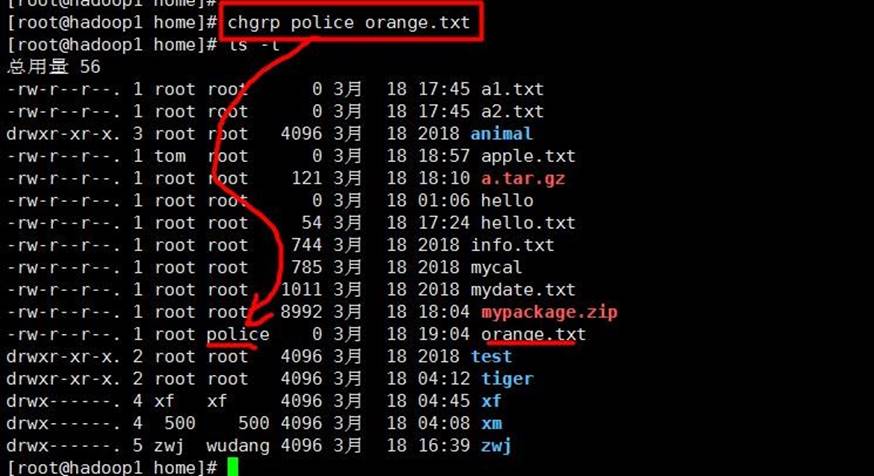 [root@hadoop1 home]#
[root@hadoop1 home]# chgrp police orange.txt
[root@hadoop1 home]# ls -l
总用量 56
-rw-r--r--. 1 root root 0 3月 18 17:45 a1.txt
-rw-r--r--. 1 root root 0 3月 18 17:45 a2.txt
drwxr-xr-x. 3 root root 4096 3月 18 2018 animal
-rw-r--r--. 1 tom root 0 3月 18 18:57 apple.txt
-rw-r--r--. 1 root root 121 3月 18 18:10 a.tar.gz
-rw-r--r--. 1 root root 0 3月 18 01:06 hello
-rw-r--r--. 1 root root 54 3月 18 17:24 hello.txt
-rw-r--r--. 1 root root 744 3月 18 2018 info.txt
-rw-r--r--. 1 root root 785 3月 18 2018 mycal
-rw-r--r--. 1 root root 1011 3月 18 2018 mydate.txt
-rw-r--r--. 1 root root 8992 3月 18 18:04 mypackage.zip
-rw-r--r--. 1 root police 0 3月 18 19:04 orange.txt
drwxr-xr-x. 2 root root 4096 3月 18 2018 test
drwxr-xr-x. 2 root root 4096 3月 18 04:12 tiger
drwx------. 4 xf xf 4096 3月 18 04:45 xf
drwx------. 4 500 500 4096 3月 18 04:08 xm
drwx------. 5 zwj wudang 4096 3月 18 16:39 zwj
[root@hadoop1 home]#